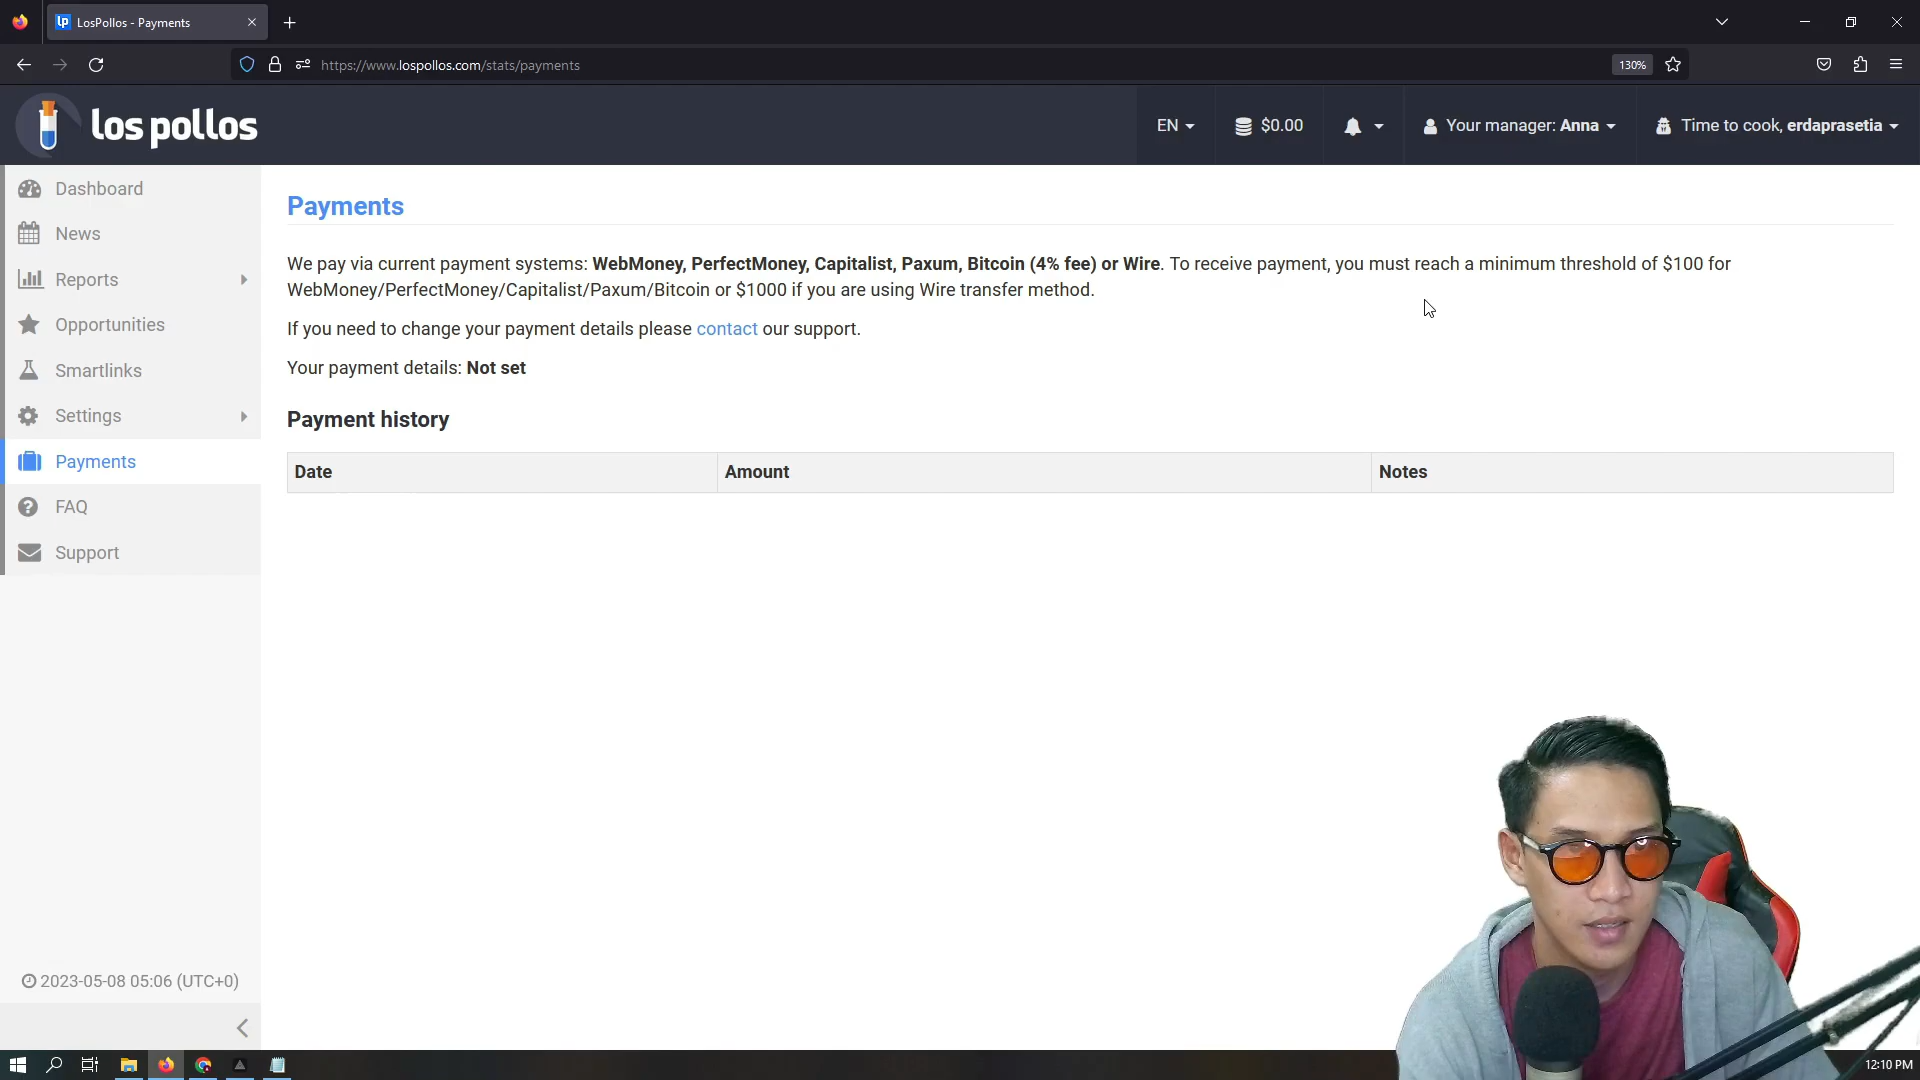 LosPollos - Payments
https://www.lospollos.com/stats/payments
130%
los pollos
EN
$0.00
Your manager: Anna
Time to cook, erdaprasetia
Dashboard
News
Reports
Opportunities
Smartlinks
Settings
Payments
FAQ
Support
2023-05-08 05:06 (UTC+0)
Payments
We pay via current payment systems: WebMoney, PerfectMoney, Capitalist, Paxum, Bitcoin (4% fee) or Wire. To receive payment, you must reach a minimum threshold of $100 for
WebMoney/PerfectMoney/Capitalist/Paxum/Bitcoin or $1000 if you are using Wire transfer method.
If you need to change your payment details please contact our support.
Your payment details: Not set
Payment history
Date Amount Notes
12:10 PM